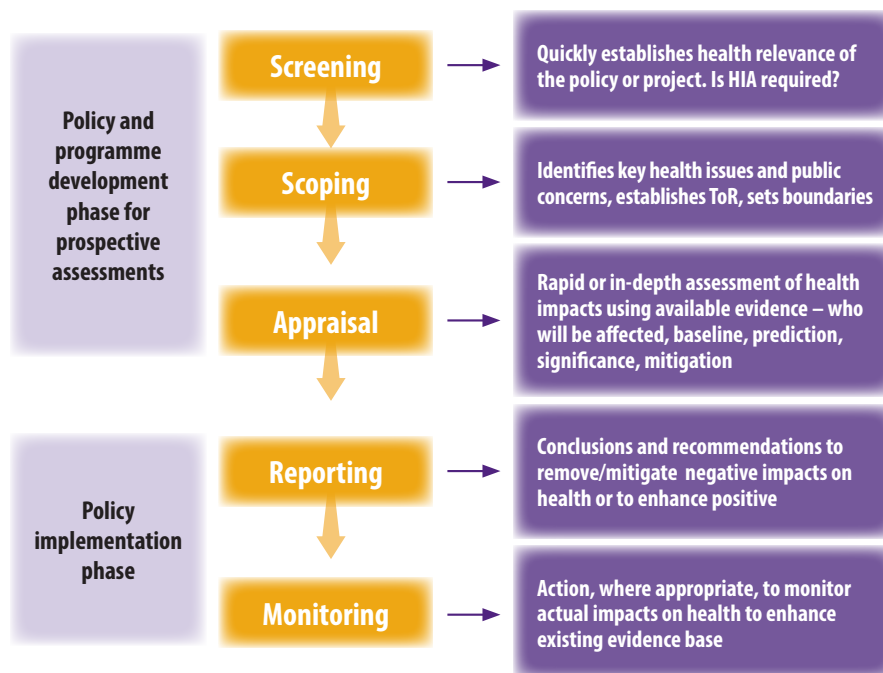 Policy and
programme
development
phase for
prospective
assessments
Screening
Quickly establishes health relevance of
the policy or project. Is HIA required?
Scoping
Identifies key health issues and public
concerns, establishes ToR, sets boundaries
Appraisal
Rapid or in-depth assessment of health
impacts using available evidence – who
will be affected, baseline, prediction,
significance, mitigation
Policy
implementation
phase
Reporting
Conclusions and recommendations to
remove/mitigate negative impacts on
health or to enhance positive
Monitoring
Action, where appropriate, to monitor
actual impacts on health to enhance
existing evidence base